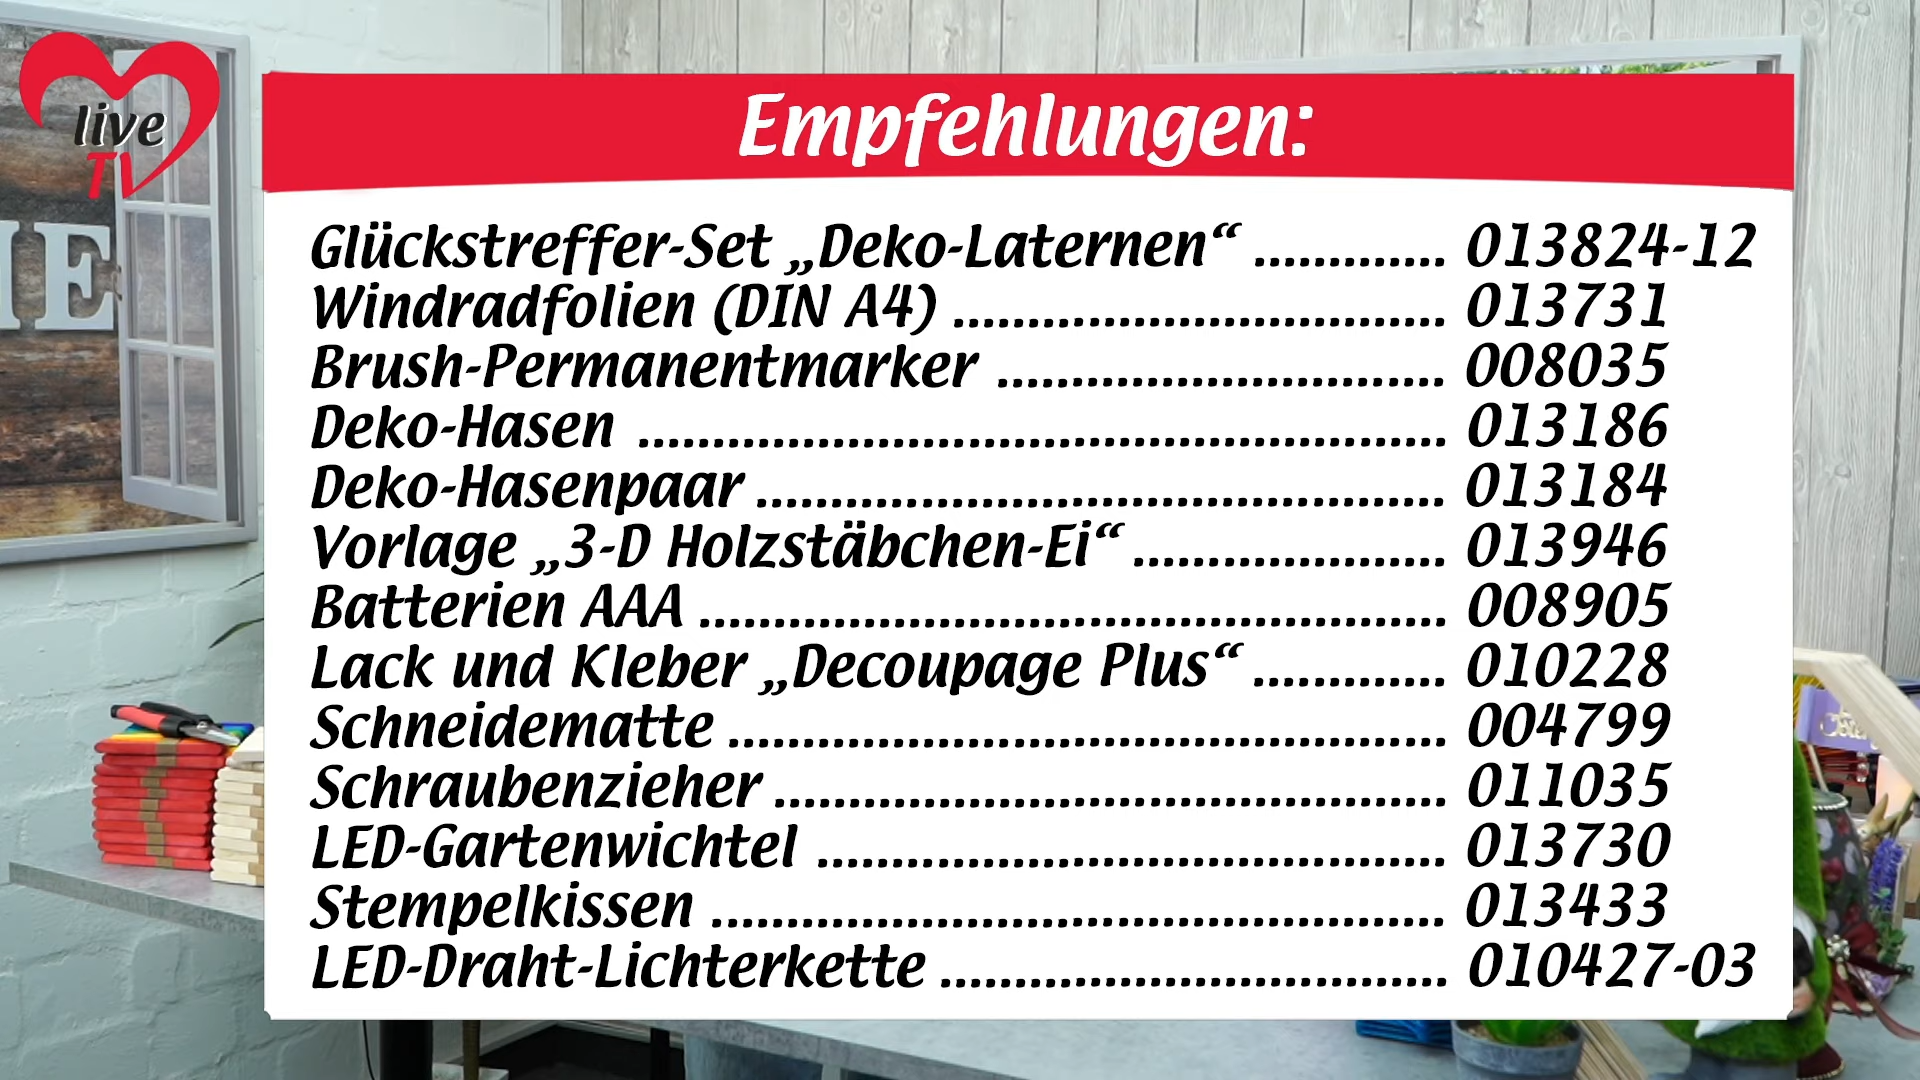 live
TV
Empfehlungen:
Glückstreffer-Set „Deko-Laternen“ ............. 013824-12
Windradfolien (DIN A4) ................................. 013731
Brush-Permanentmarker .............................. 008035
Deko-Hasen ...................................................... 013186
Deko-Hasenpaar .............................................. 013184
Vorlage „3-D Holzstäbchen-Ei“ ..................... 013946
Batterien AAA .................................................. 008905
Lack und Kleber „Decoupage Plus“ ............. 010228
Schneidematte ................................................ 004799
Schraubenzieher ............................................. 011035
LED-Gartenwichtel .......................................... 013730
Stempelkissen ................................................. 013433
LED-Draht-Lichterkette .................................. 010427-03